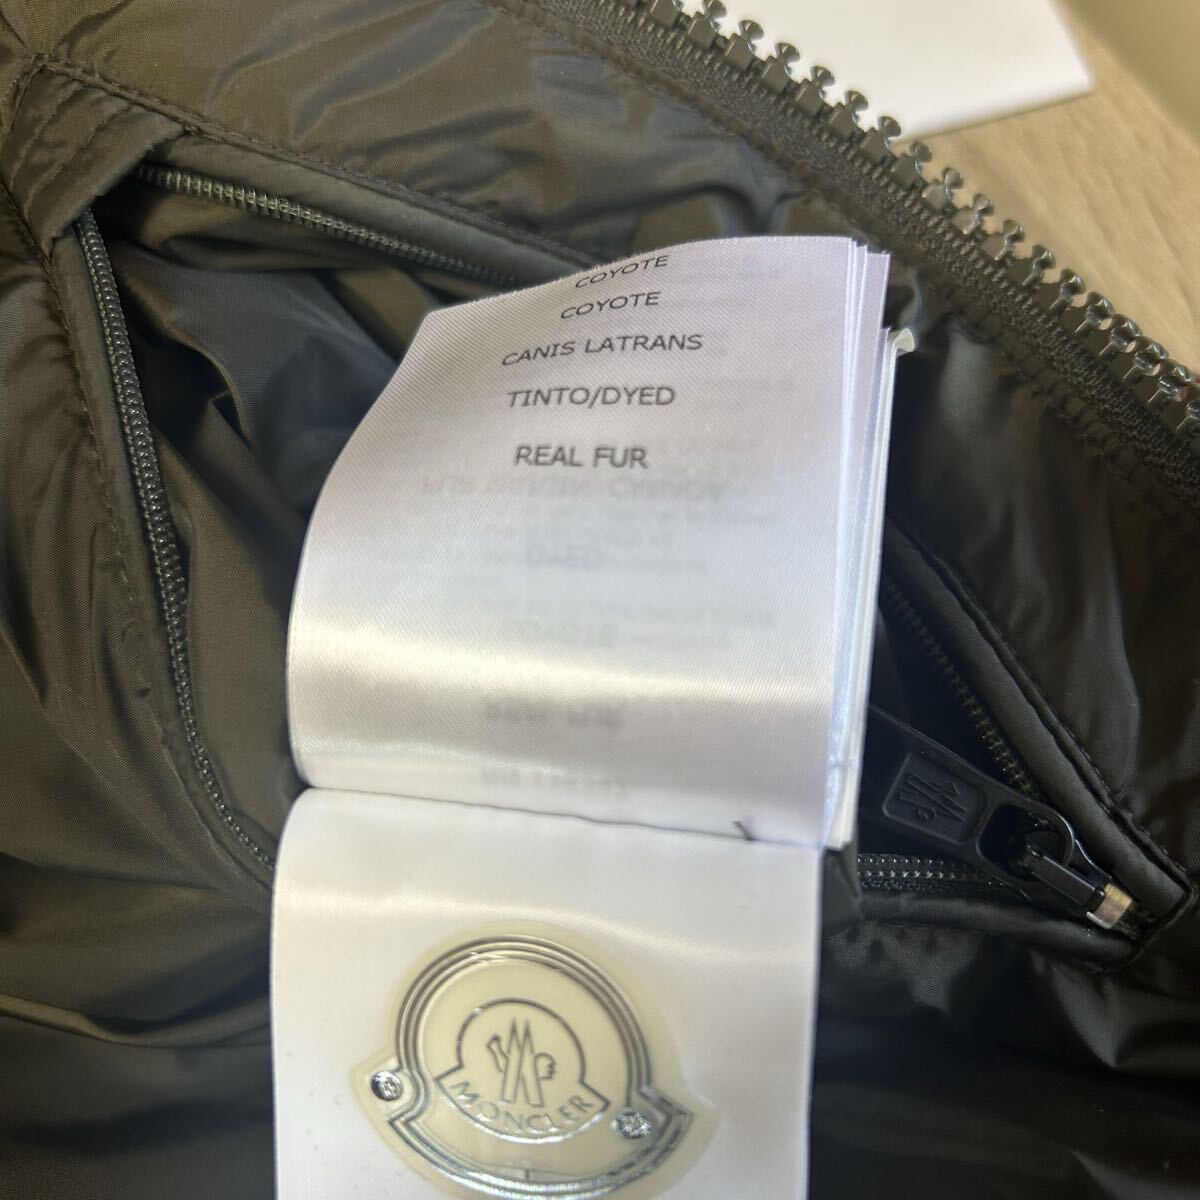 COYOTE
COYOTE
CANIS LATRANS
TINTO/DYED
REAL FUR
MONCLER